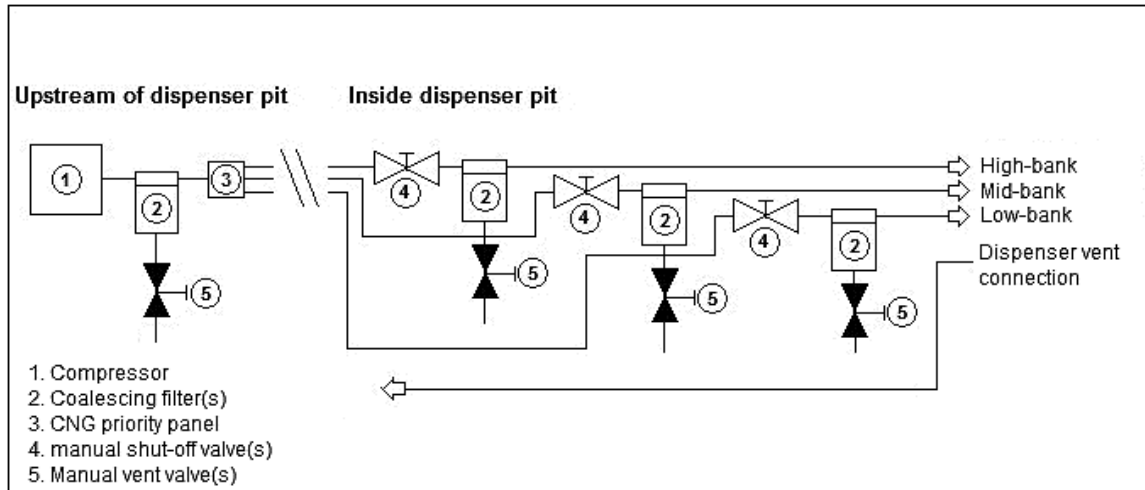 Upstream of dispenser pit
Inside dispenser pit
1
2
3
4
2
4
2
4
2
5
5
5
5
High-bank
Mid-bank
Low-bank
Dispenser vent
connection
1. Compressor
2. Coalescing filter(s)
3. CNG priority panel
4. manual shut-off valve(s)
5. Manual vent valve(s)